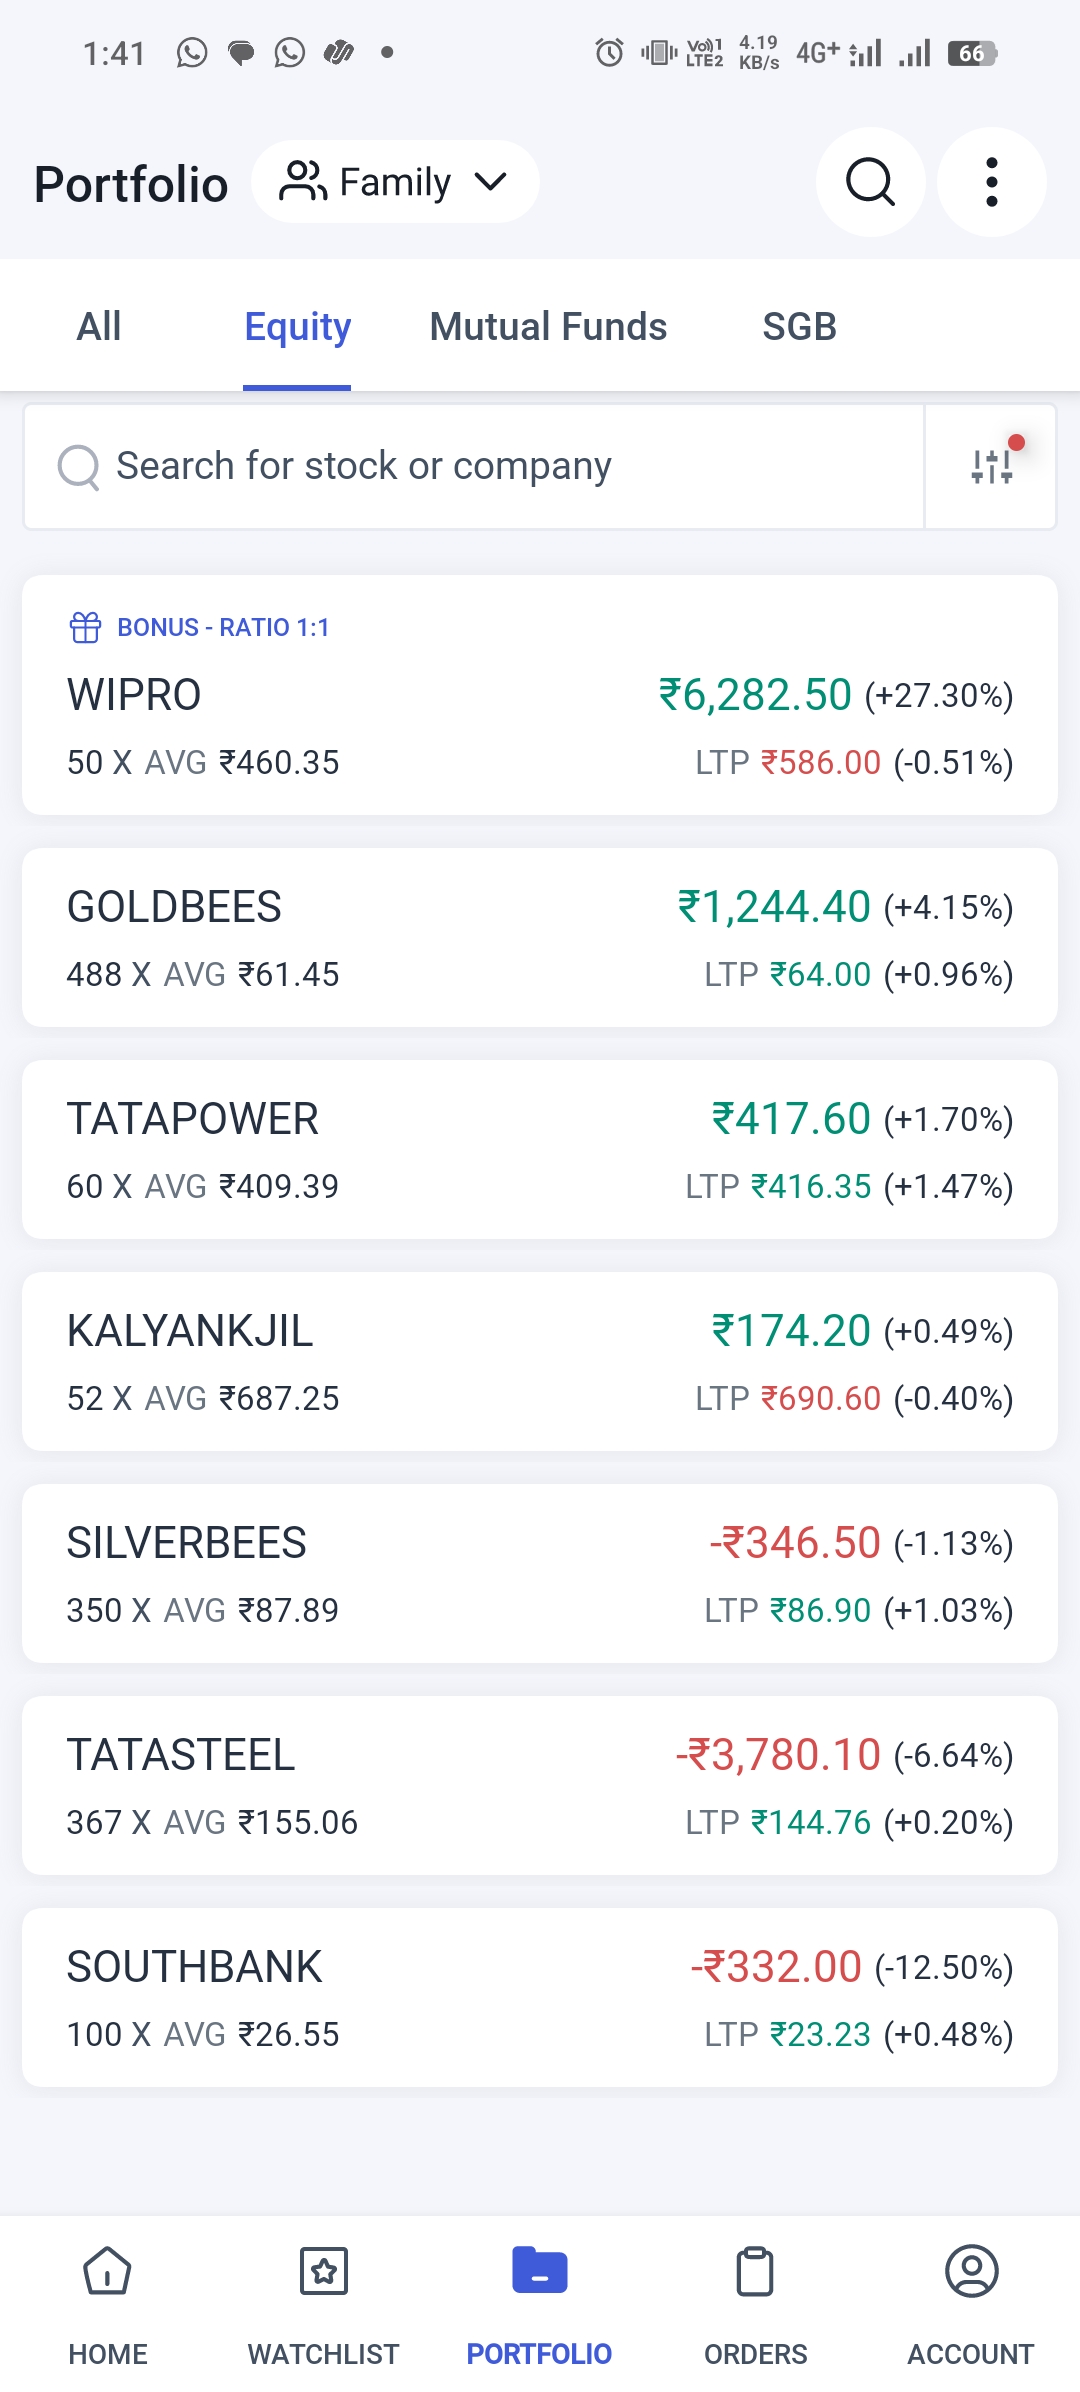 1:41
Vo))1 LTE2
4.19 KB/s
4G+
66
Portfolio
Family
All Equity Mutual Funds SGB
Search for stock or company
BONUS - RATIO 1:1
WIPRO ₹6,282.50 (+27.30%)
50 X AVG ₹460.35 LTP ₹586.00 (-0.51%)
GOLDBEES ₹1,244.40 (+4.15%)
488 X AVG ₹61.45 LTP ₹64.00 (+0.96%)
TATAPOWER ₹417.60 (+1.70%)
60 X AVG ₹409.39 LTP ₹416.35 (+1.47%)
KALYANKJIL ₹174.20 (+0.49%)
52 X AVG ₹687.25 LTP ₹690.60 (-0.40%)
SILVERBEES -₹346.50 (-1.13%)
350 X AVG ₹87.89 LTP ₹86.90 (+1.03%)
TATASTEEL -₹3,780.10 (-6.64%)
367 X AVG ₹155.06 LTP ₹144.76 (+0.20%)
SOUTHBANK -₹332.00 (-12.50%)
100 X AVG ₹26.55 LTP ₹23.23 (+0.48%)
HOME WATCHLIST PORTFOLIO ORDERS ACCOUNT